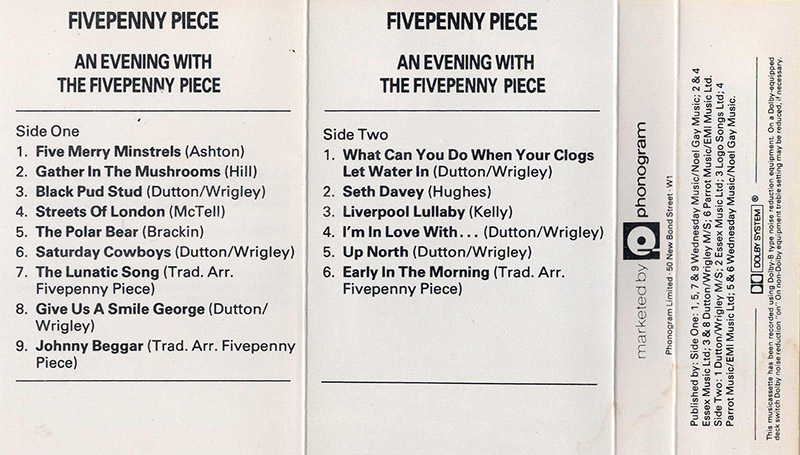 FIVEPENNY PIECE
AN EVENING WITH
THE FIVEPENNY PIECE
Side One
1. Five Merry Minstrels (Ashton)
2. Gather In The Mushrooms (Hill)
3. Black Pud Stud (Dutton/Wrigley)
4. Streets Of London (McTell)
5. The Polar Bear (Brackin)
6. Saturday Cowboys (Dutton/Wrigley)
7. The Lunatic Song (Trad. Arr.
Fivepenny Piece)
8. Give Us A Smile George (Dutton/
Wrigley)
9. Johnny Beggar (Trad. Arr. Fivepenny
Piece)
FIVEPENNY PIECE
AN EVENING WITH
THE FIVEPENNY PIECE
Side Two
1. What Can You Do When Your Clogs
Let Water In (Dutton/Wrigley)
2. Seth Davey (Hughes)
3. Liverpool Lullaby (Kelly)
4. I'm In Love With... (Dutton/Wrigley)
5. Up North (Dutton/Wrigley)
6. Early In The Morning (Trad. Arr.
Fivepenny Piece)
marketed by phonogram
Phonogram Limited · 50 New Bond Street · W1
Published by: Side One: 1, 5, 7 & 9 Wednesday Music/Noel Gay Music; 2 & 4
Essex Music Ltd; 3 & 8 Dutton/Wrigley M/S; 6 Parrot Music/EMI Music Ltd.
Side Two: 1 Dutton/Wrigley M/S; 2 Essex Music Ltd; 3 Logo Songs Ltd; 4
Parrot Music/EMI Music Ltd; 5 & 6 Wednesday Music/Noel Gay Music.
DOLBY SYSTEM ®
This musicassette has been recorded using Dolby-B type noise reduction equipment. On a Dolby-equipped
deck switch Dolby noise reduction "on" On non-Dolby equipment treble setting may be reduced, if necessary.